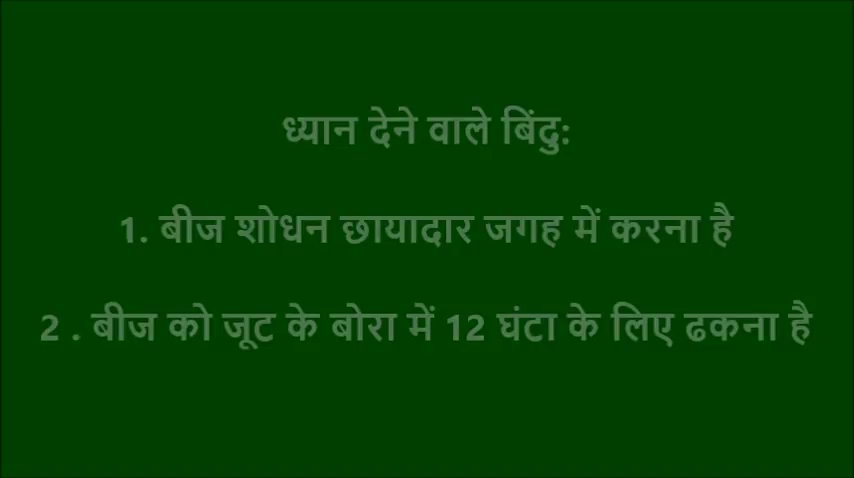 ध्यान देने वाले बिंदु:
1. बीज शोधन छायादार जगह में करना है
2 . बीज को जूट के बोरा में 12 घंटा के लिए ढकना है